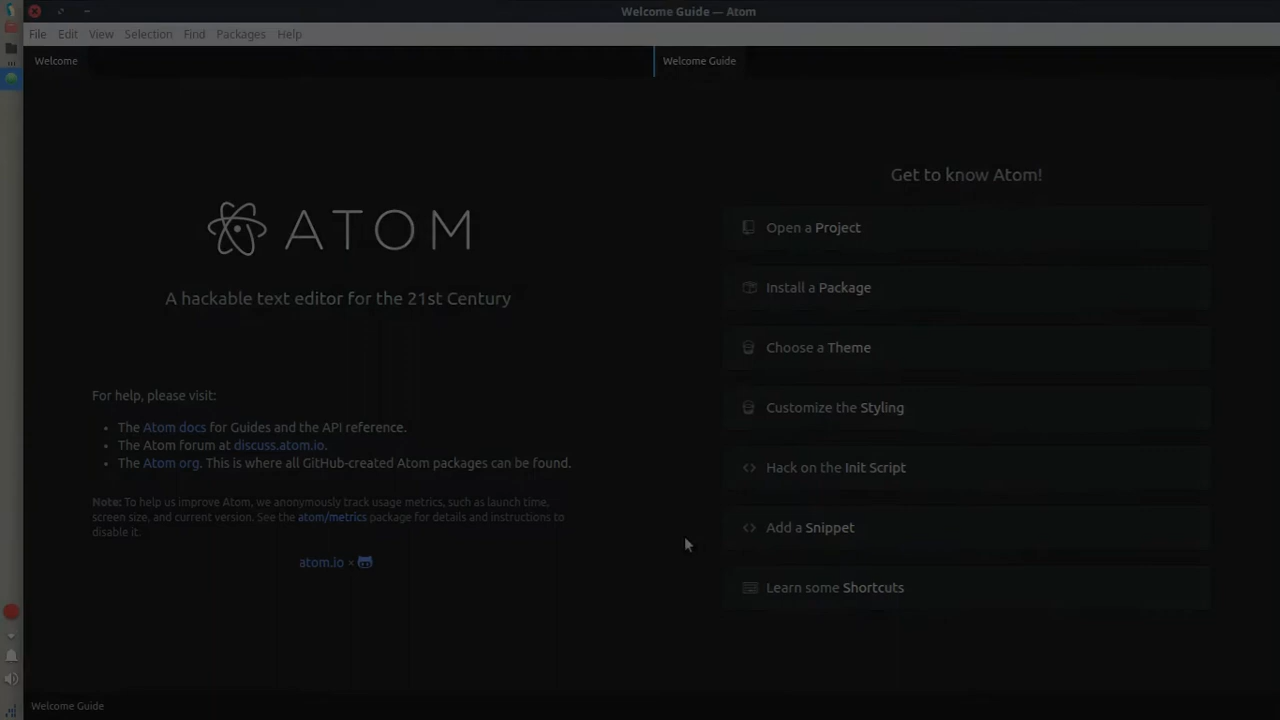 Welcome Guide — Atom
File Edit View Selection Find Packages Help
Welcome
Welcome Guide
ATOM
A hackable text editor for the 21st Century
For help, please visit:
• The Atom docs for Guides and the API reference.
• The Atom forum at discuss.atom.io.
• The Atom org. This is where all GitHub-created Atom packages can be found.
Note: To help us improve Atom, we anonymously track usage metrics, such as launch time,
screen size, and current version. See the atom/metrics package for details and instructions to
disable it.
atom.io ×
Get to know Atom!
Open a Project
Install a Package
Choose a Theme
Customize the Styling
Hack on the Init Script
Add a Snippet
Learn some Shortcuts
Welcome Guide